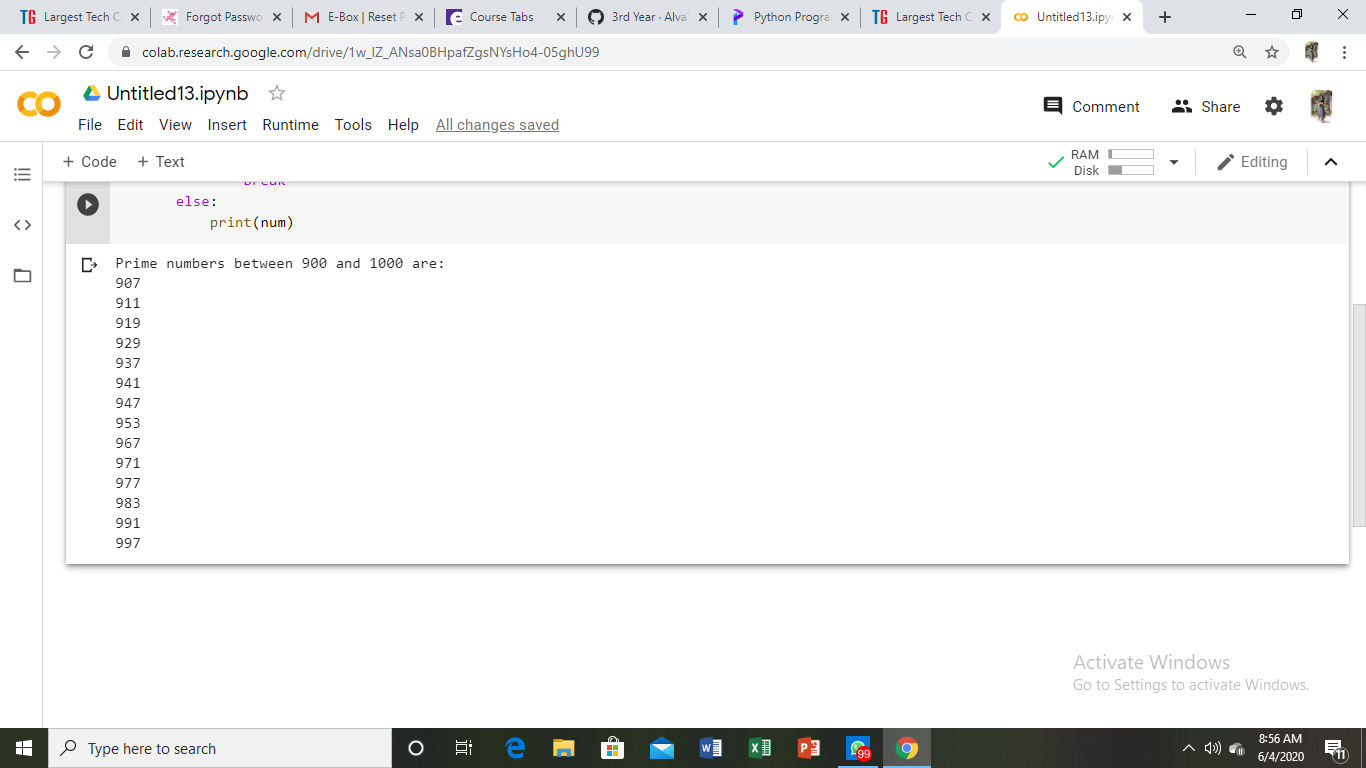 Largest Tech C
Forgot Passwo
E-Box | Reset P
Course Tabs
3rd Year · Alva
Python Progra
Largest Tech C
Untitled13.ipy
colab.research.google.com/drive/1w_lZ_ANsa0BHpafZgsNYsHo4-05ghU99
Untitled13.ipynb
Comment
Share
File Edit View Insert Runtime Tools Help All changes saved
+ Code + Text
RAM
Disk
Editing
break
else:
print(num)
Prime numbers between 900 and 1000 are:
907
911
919
929
937
941
947
953
967
971
977
983
991
997
Activate Windows
Go to Settings to activate Windows.
Type here to search
99
8:56 AM
6/4/2020
11